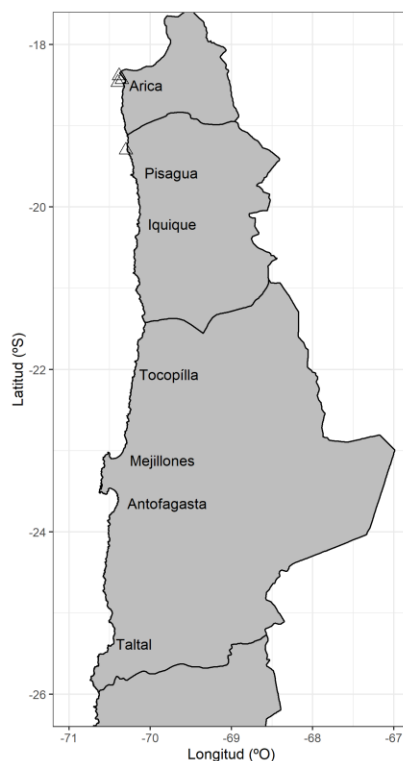 -18
Arica
Pisagua
-20
Iquique
Latitud (ºS)
-22
Tocopílla
Mejillones
Antofagasta
-24
Taltal
-26
-71
-70
-69
-68
-67
Longitud (ºO)